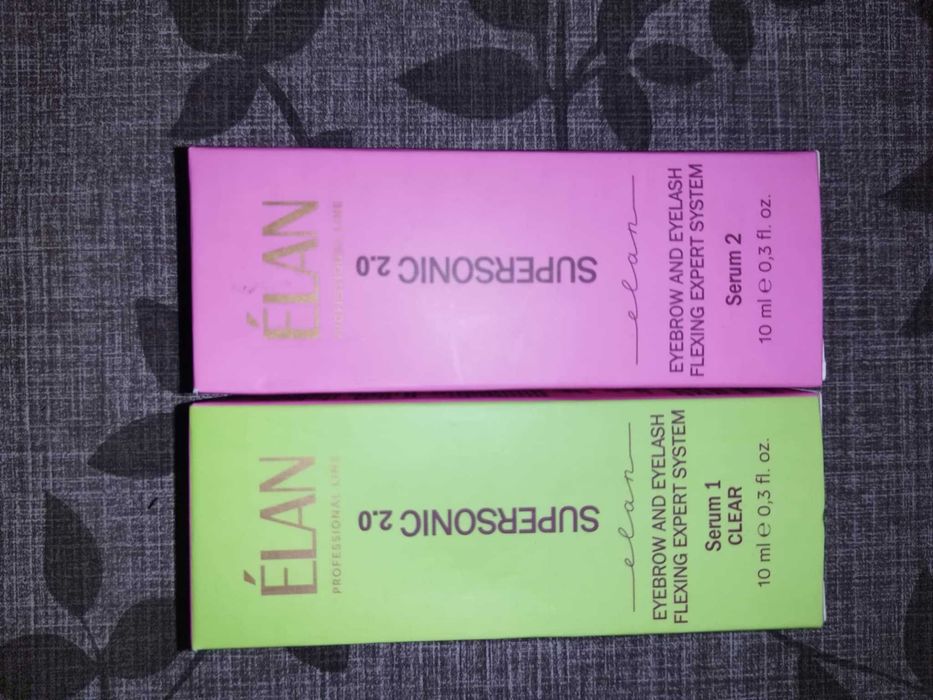 ÉLAN
PROFESSIONAL LINE
SUPERSONIC 2.0
elan
EYEBROW AND EYELASH
FLEXING EXPERT SYSTEM
Serum 2
10 ml e 0,3 fl. oz.
ÉLAN
PROFESSIONAL LINE
SUPERSONIC 2.0
elan
EYEBROW AND EYELASH
FLEXING EXPERT SYSTEM
Serum 1
CLEAR
10 ml e 0,3 fl. oz.